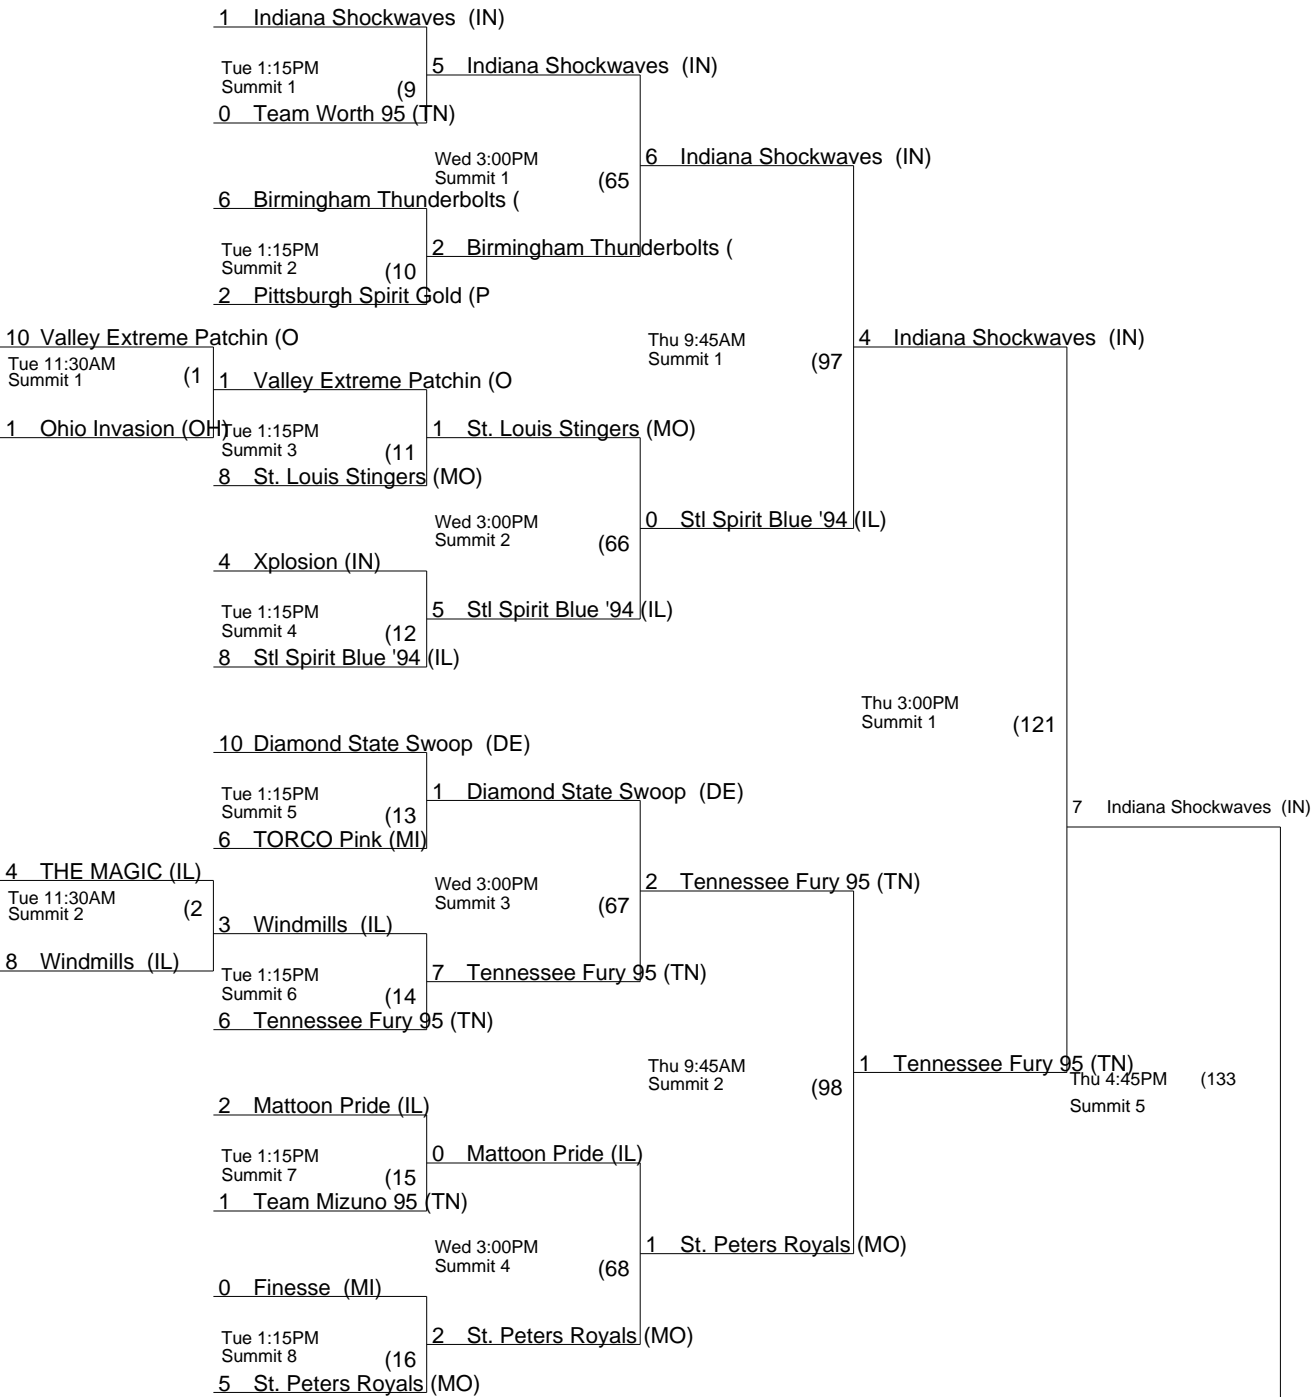 1 Indiana Shockwaves (IN)
Tue 1:15PM
Summit 1 (9
0 Team Worth 95 (TN)
5 Indiana Shockwaves (IN)
Wed 3:00PM
Summit 1 (65
6 Indiana Shockwaves (IN)
6 Birmingham Thunderbolts (
Tue 1:15PM
Summit 2 (10
2 Pittsburgh Spirit Gold (P
2 Birmingham Thunderbolts (
10 Valley Extreme Patchin (O
Tue 11:30AM
Summit 1 (1
1 Ohio Invasion (OH)
1 Valley Extreme Patchin (O
Tue 1:15PM
Summit 3 (11
8 St. Louis Stingers (MO)
1 St. Louis Stingers (MO)
Thu 9:45AM
Summit 1 (97
4 Indiana Shockwaves (IN)
Wed 3:00PM
Summit 2 (66
0 Stl Spirit Blue '94 (IL)
4 Xplosion (IN)
Tue 1:15PM
Summit 4 (12
8 Stl Spirit Blue '94 (IL)
5 Stl Spirit Blue '94 (IL)
Thu 3:00PM
Summit 1 (121
7 Indiana Shockwaves (IN)
10 Diamond State Swoop (DE)
Tue 1:15PM
Summit 5 (13
6 TORCO Pink (MI)
1 Diamond State Swoop (DE)
4 THE MAGIC (IL)
Tue 11:30AM
Summit 2 (2
8 Windmills (IL)
Wed 3:00PM
Summit 3 (67
2 Tennessee Fury 95 (TN)
3 Windmills (IL)
Tue 1:15PM
Summit 6 (14
6 Tennessee Fury 95 (TN)
7 Tennessee Fury 95 (TN)
Thu 9:45AM
Summit 2 (98
1 Tennessee Fury 95 (TN)
Thu 4:45PM (133
Summit 5
2 Mattoon Pride (IL)
Tue 1:15PM
Summit 7 (15
1 Team Mizuno 95 (TN)
0 Mattoon Pride (IL)
Wed 3:00PM
Summit 4 (68
1 St. Peters Royals (MO)
0 Finesse (MI)
Tue 1:15PM
Summit 8 (16
5 St. Peters Royals (MO)
2 St. Peters Royals (MO)